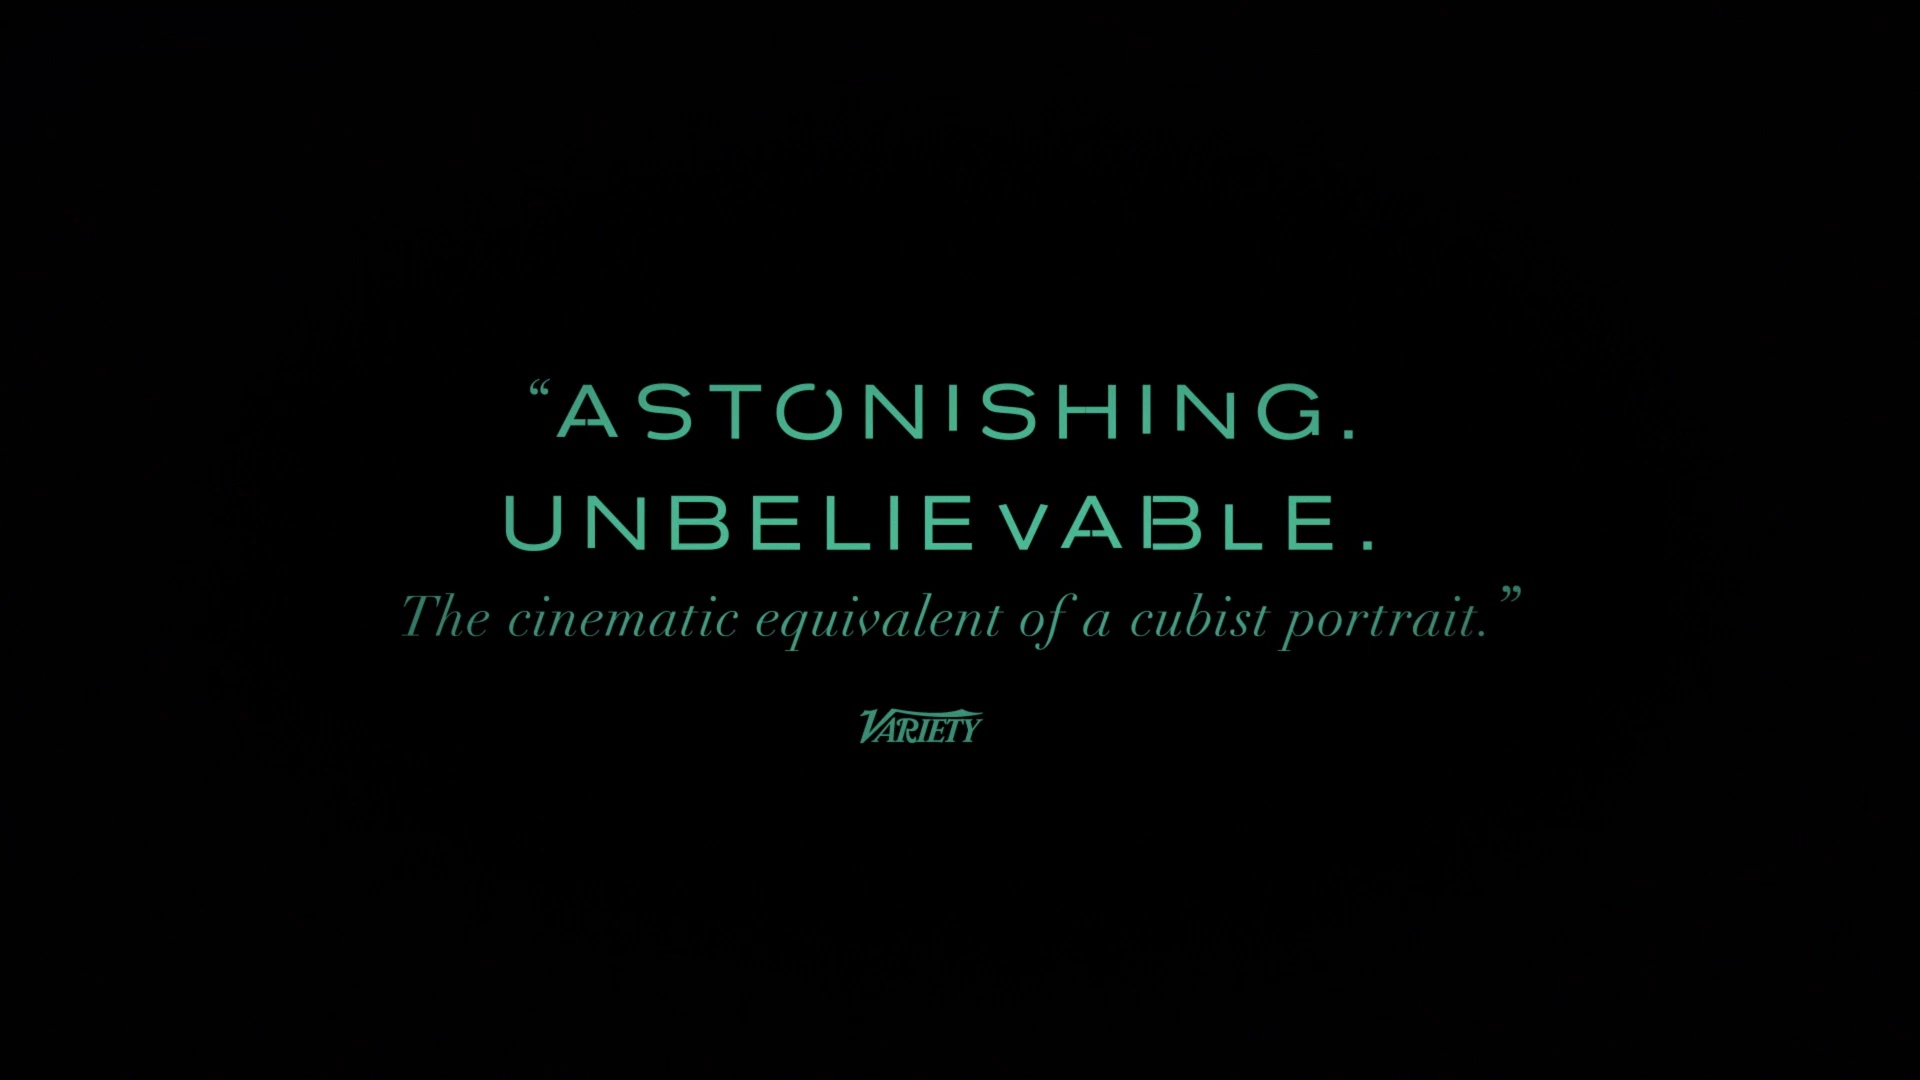 “ASTONISHING.
UNBELIEVABLE.
The cinematic equivalent of a cubist portrait.”
VARIETY